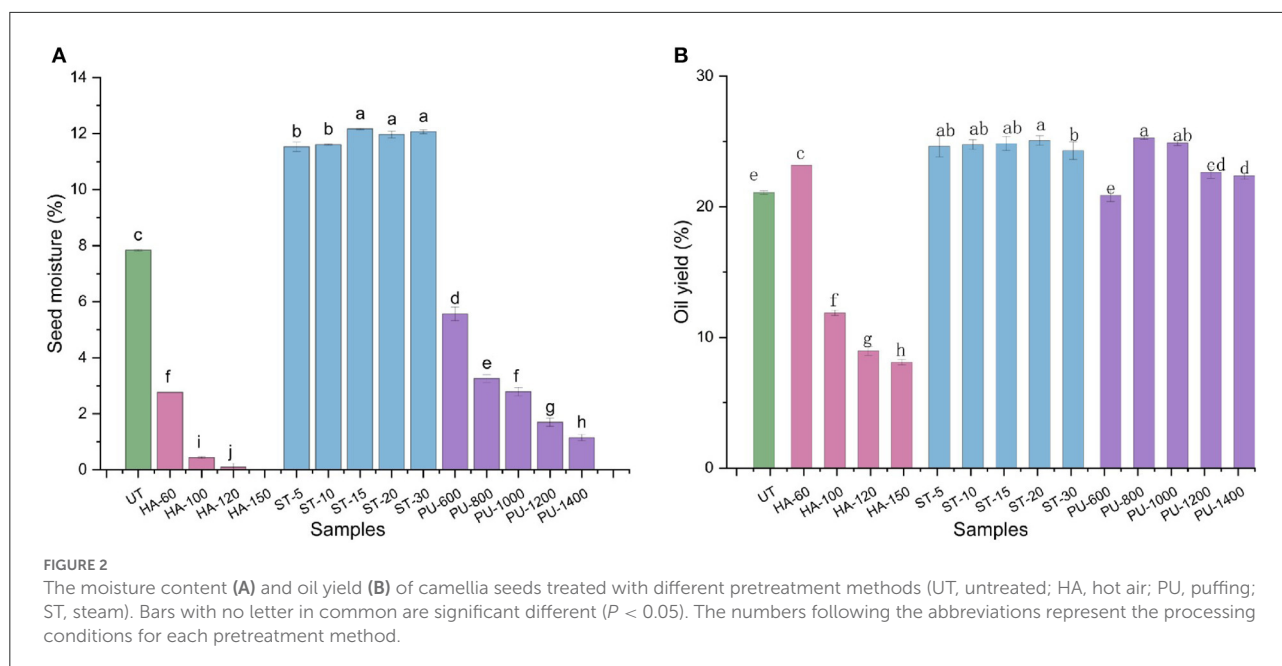 A
14
12
10
8
6
4
2
0
Seed moisture (%)
c
f
i
j
b
b
a
a
a
d
e
f
g
h
UT
HA-60
HA-100
HA-120
HA-150
ST-5
ST-10
ST-15
ST-20
ST-30
PU-600
PU-800
PU-1000
PU-1200
PU-1400
Samples
B
30
20
10
0
Oil yield (%)
e
c
f
g
h
ab
ab
ab
a
b
e
a
ab
cd
d
UT
HA-60
HA-100
HA-120
HA-150
ST-5
ST-10
ST-15
ST-20
ST-30
PU-600
PU-800
PU-1000
PU-1200
PU-1400
Samples
FIGURE 2
The moisture content (A) and oil yield (B) of camellia seeds treated with different pretreatment methods (UT, untreated; HA, hot air; PU, puffing;
ST, steam). Bars with no letter in common are significant different (P < 0.05). The numbers following the abbreviations represent the processing
conditions for each pretreatment method.